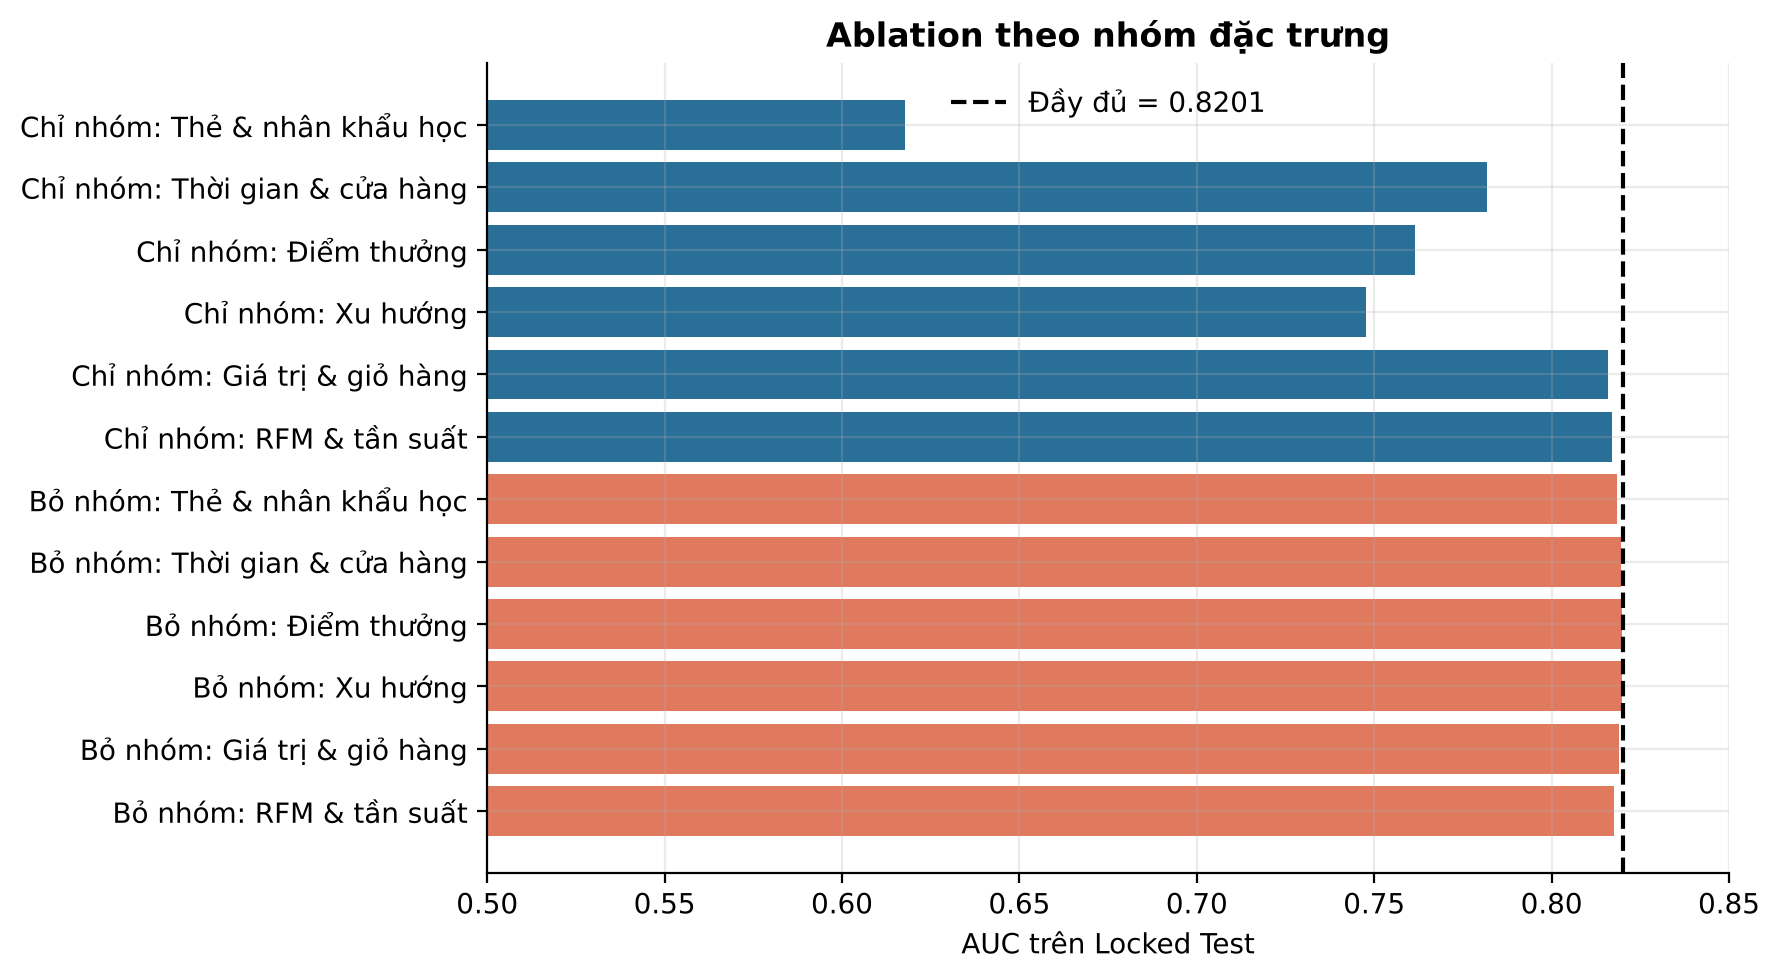 Ablation theo nhóm đặc trưng
Đầy đủ = 0.8201
Chỉ nhóm: Thẻ & nhân khẩu học
Chỉ nhóm: Thời gian & cửa hàng
Chỉ nhóm: Điểm thưởng
Chỉ nhóm: Xu hướng
Chỉ nhóm: Giá trị & giỏ hàng
Chỉ nhóm: RFM & tần suất
Bỏ nhóm: Thẻ & nhân khẩu học
Bỏ nhóm: Thời gian & cửa hàng
Bỏ nhóm: Điểm thưởng
Bỏ nhóm: Xu hướng
Bỏ nhóm: Giá trị & giỏ hàng
Bỏ nhóm: RFM & tần suất
0.50 0.55 0.60 0.65 0.70 0.75 0.80 0.85
AUC trên Locked Test